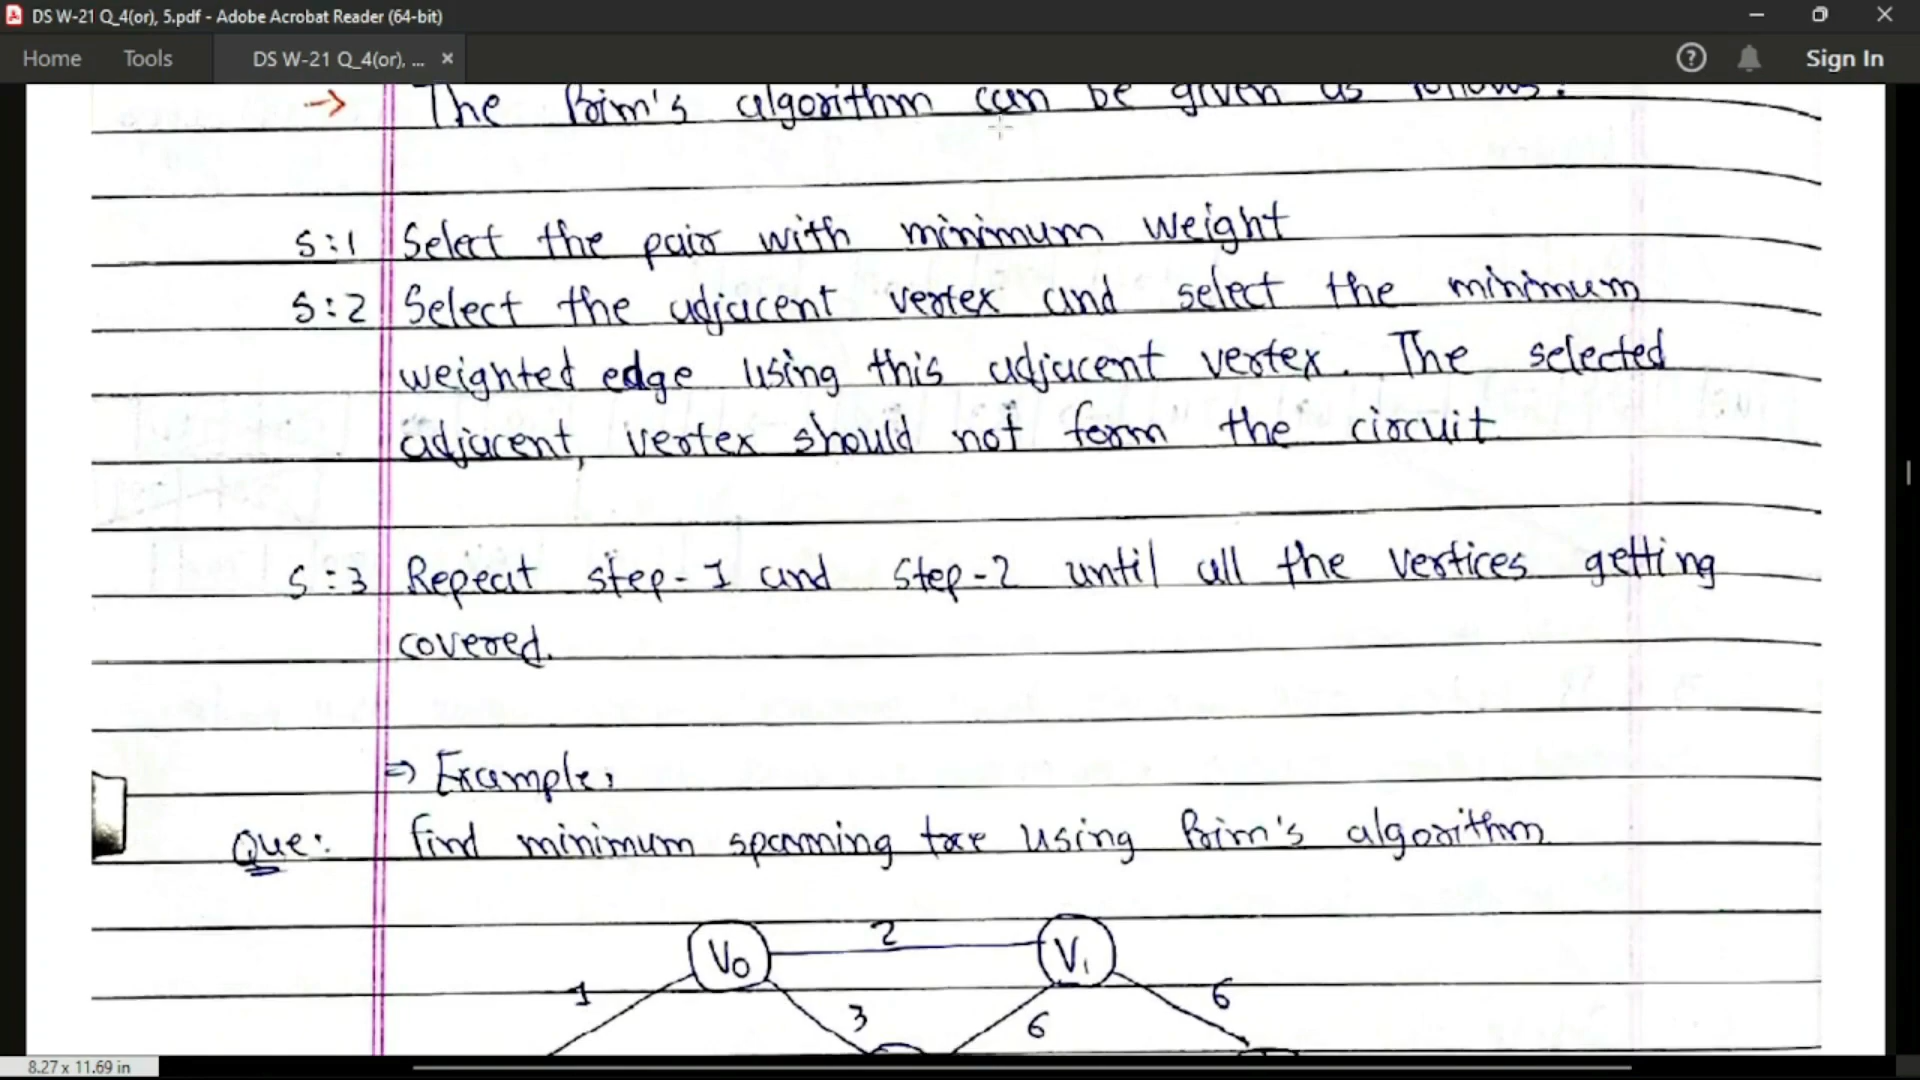 DS W-21 Q_4(or), 5.pdf - Adobe Acrobat Reader (64-bit)
Home Tools DS W-21 Q_4(or), ... × Sign In
→ The Prim's algorithm can be given as follows:
S:1 Select the pair with minimum weight
S:2 Select the adjacent vertex and select the minimum
weighted edge using this adjacent vertex. The selected
adjacent, vertex should not form the circuit
S:3 Repeat step-1 and step-2 until all the vertices getting
covered.
⇒ Example:
Que: find minimum spanning tree using Prim's algorithm
V0 2 V1
1 3 6 6
8.27 x 11.69 in